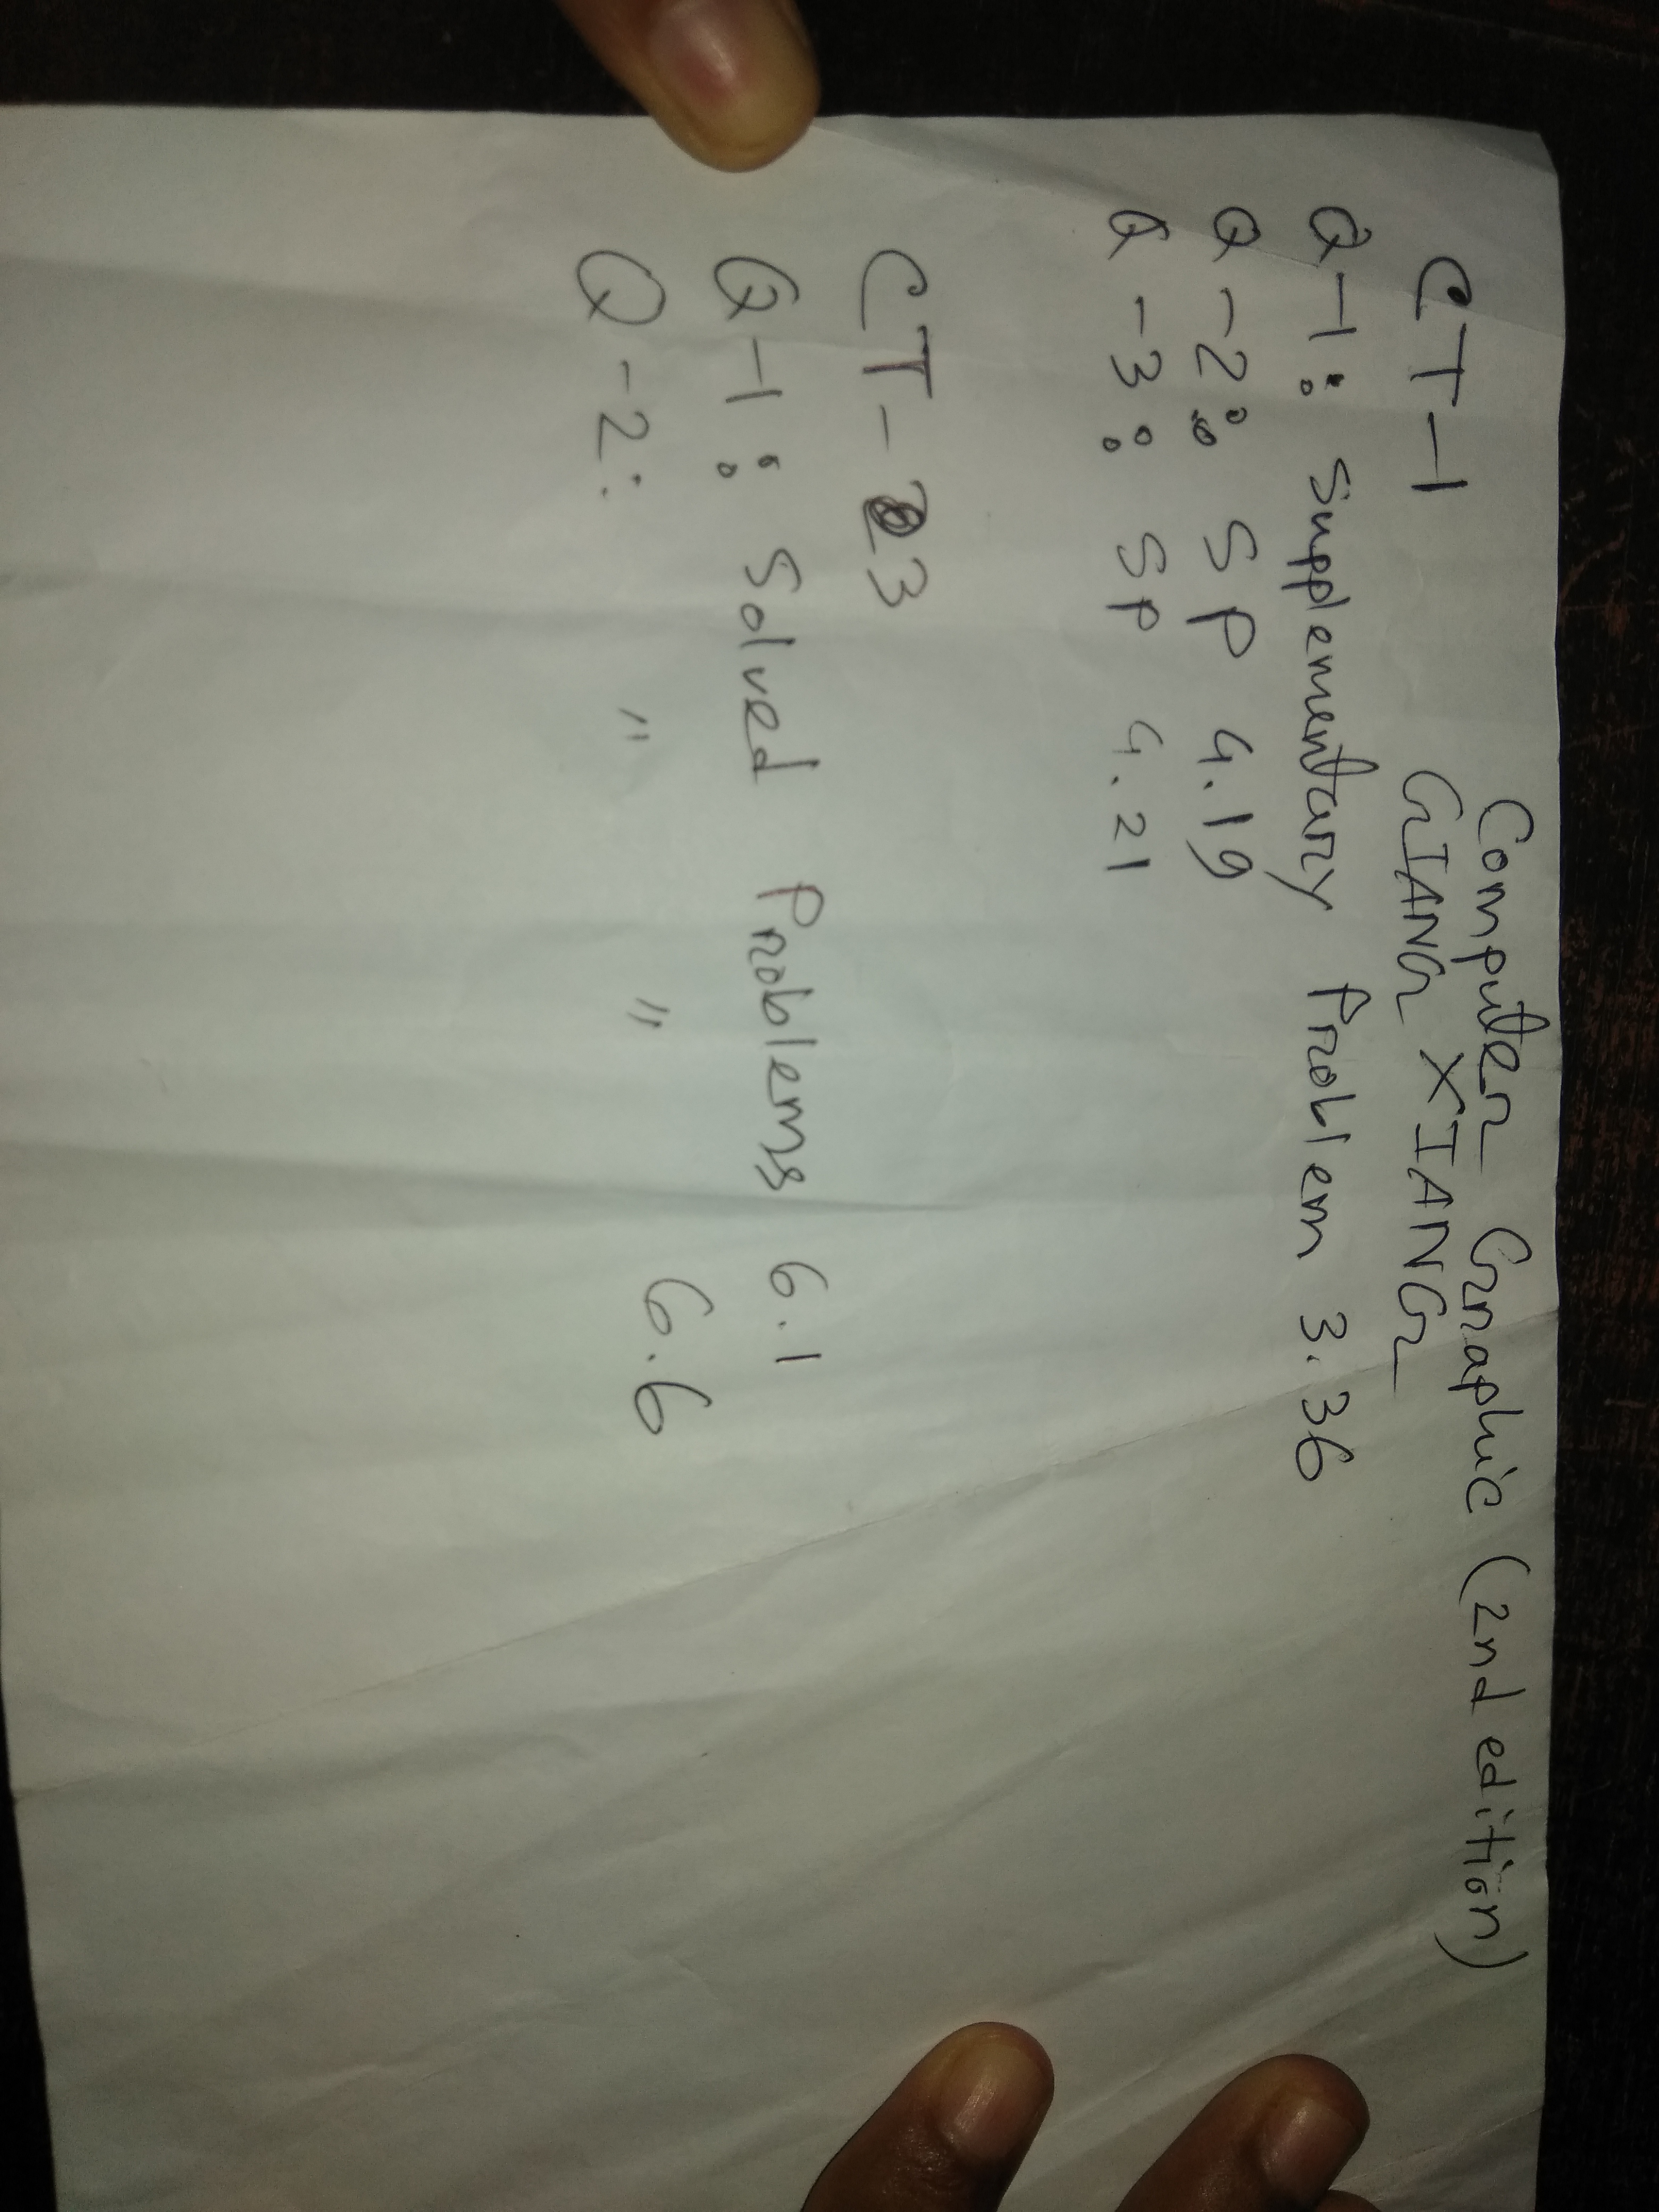 Computer Graphic (2nd edition)
GIANG XIANG
CT-1
Q-1: Supplementary Problem 3.36
Q-2: SP 4.19
Q-3: SP 4.21
CT-3
Q-1: Solved Problems 6.1
Q-2: " " 6.6